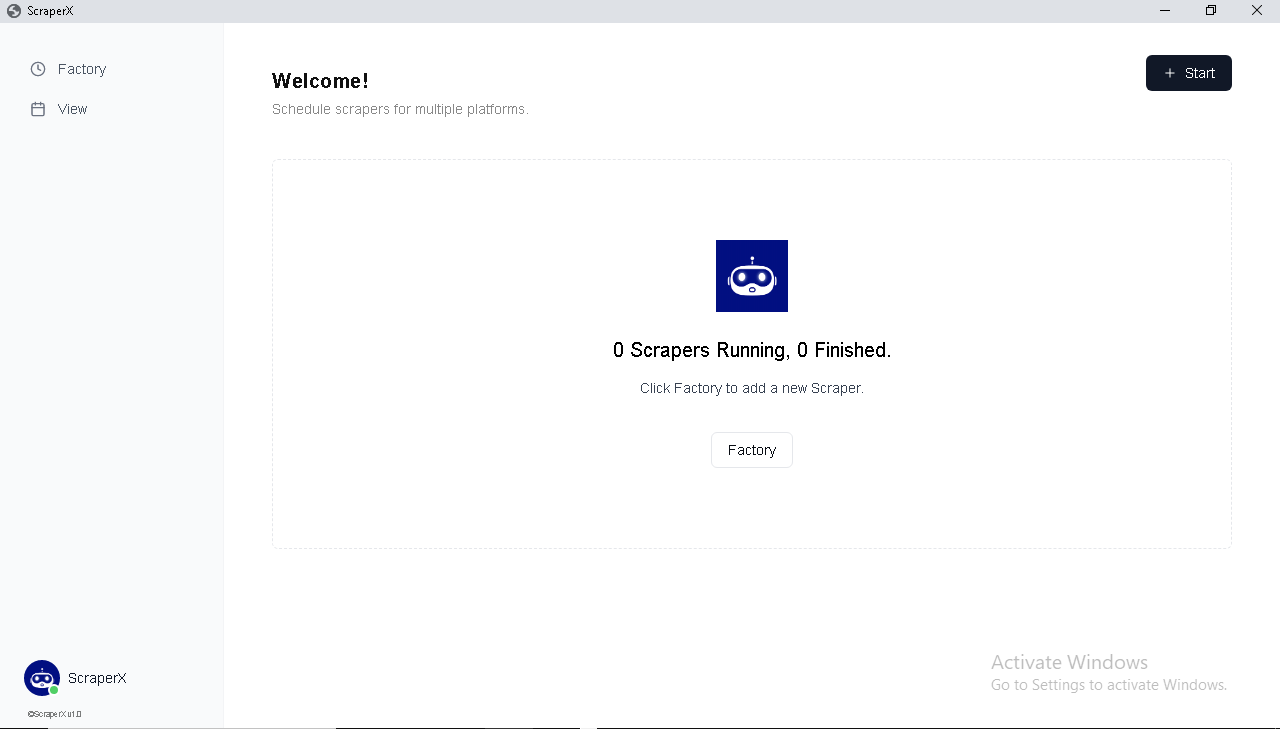 ScraperX
Factory
View
Welcome!
Schedule scrapers for multiple platforms.
Start
0 Scrapers Running, 0 Finished.
Click Factory to add a new Scraper.
Factory
Activate Windows
Go to Settings to activate Windows.
ScraperX
©ScraperX v1.0